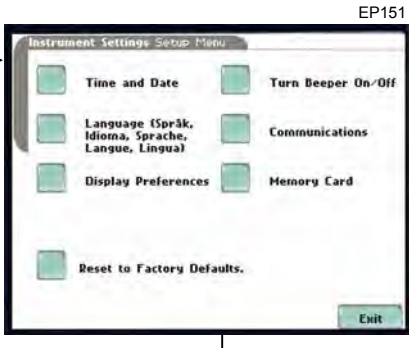 EP151
Instrument Settings Setup Menu
Time and Date
Turn Beeper On/Off
Language (Språk,
Idioma, Sprache,
Langue, Lingua)
Communications
Display Preferences
Memory Card
Reset to Factory Defaults.
Exit